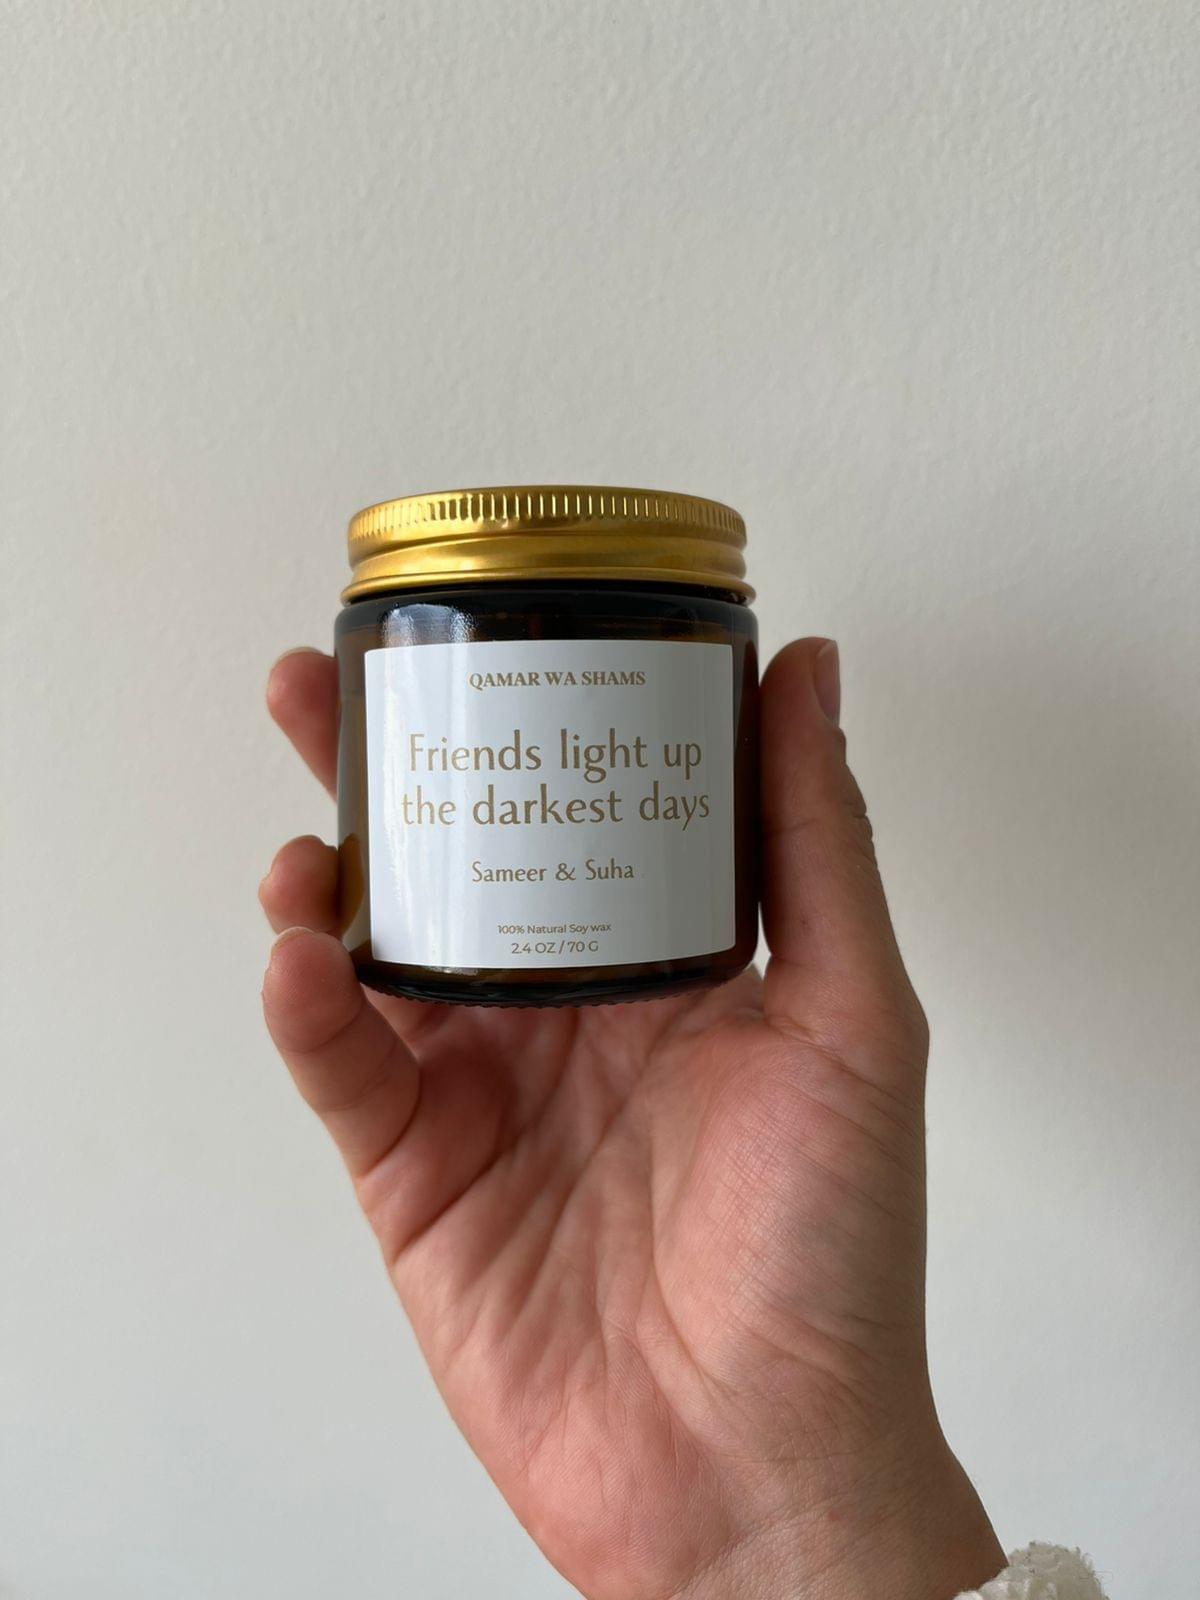 QAMAR WA SHAMS
Friends light up
the darkest days
Sameer & Suha
100% Natural Soy wax
2.4 OZ / 70 G